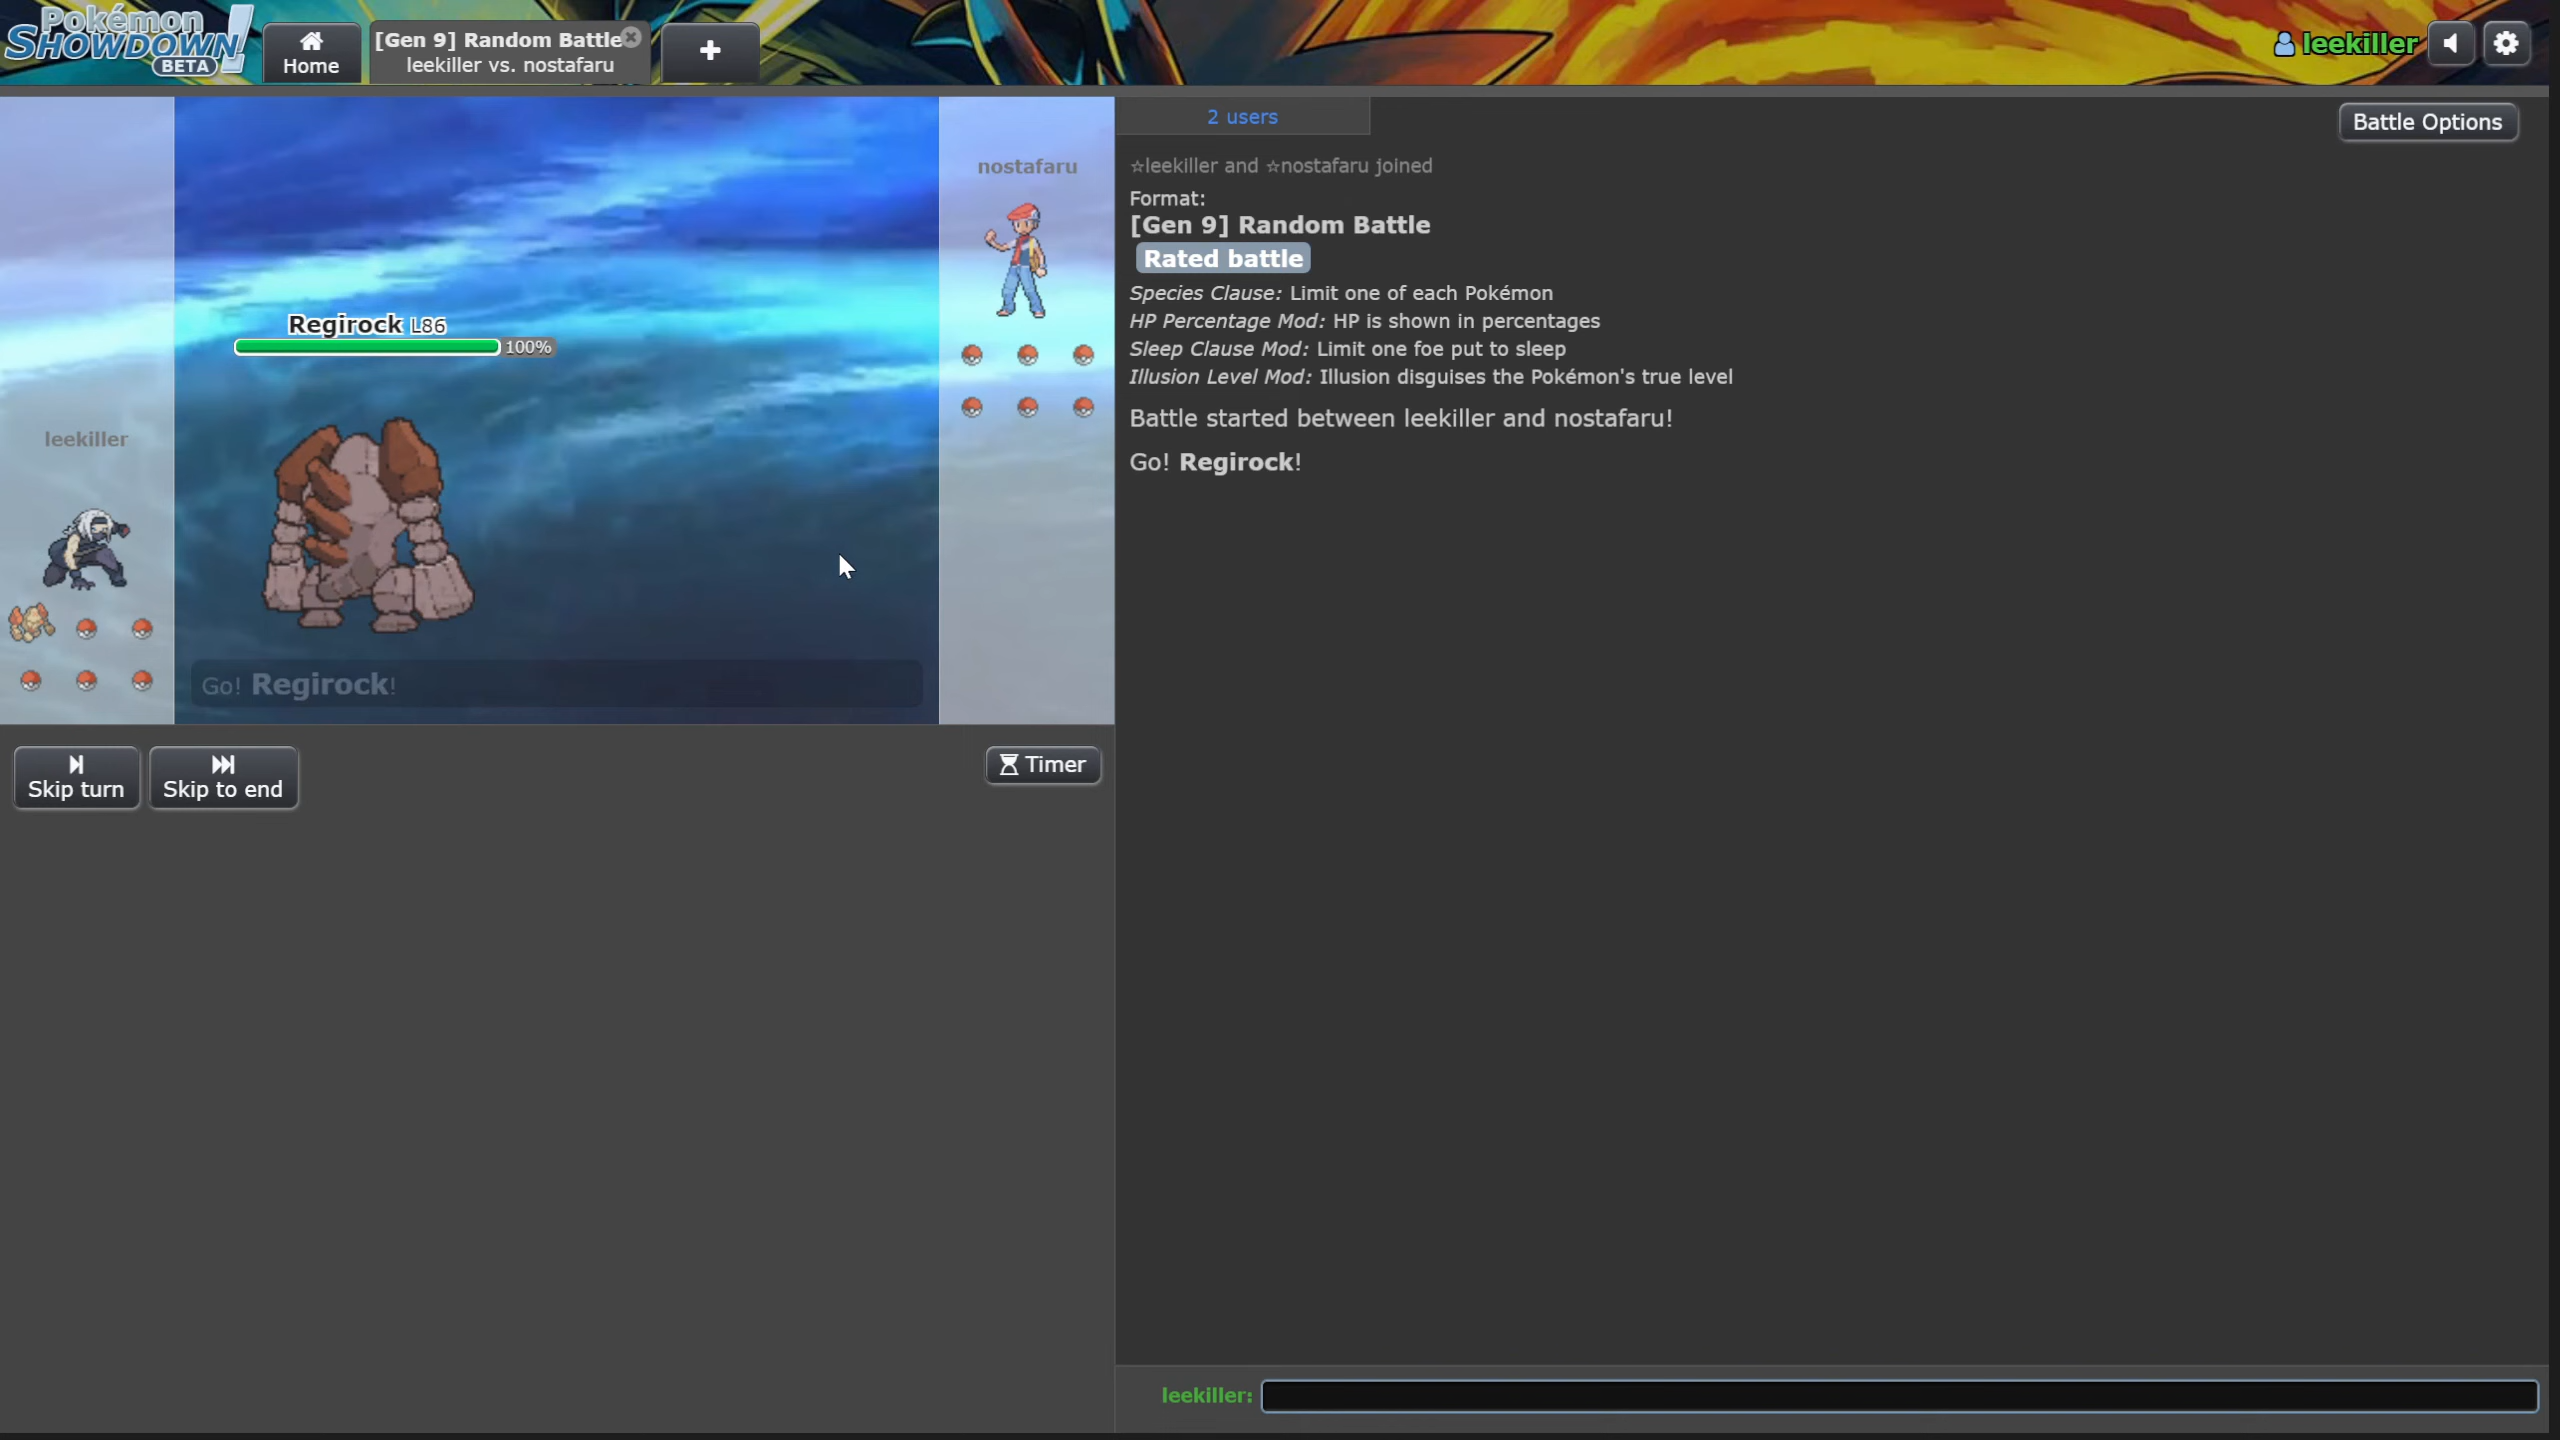 Pokémon
SHOWDOWN!
BETA
Home
[Gen 9] Random Battle
leekiller vs. nostafaru
leekiller
2 users
Battle Options
☆leekiller and ☆nostafaru joined
Format:
[Gen 9] Random Battle
Rated battle
Species Clause: Limit one of each Pokémon
HP Percentage Mod: HP is shown in percentages
Sleep Clause Mod: Limit one foe put to sleep
Illusion Level Mod: Illusion disguises the Pokémon's true level
Battle started between leekiller and nostafaru!
Go! Regirock!
nostafaru
Regirock L86
100%
leekiller
Go! Regirock!
Skip turn
Skip to end
Timer
leekiller: